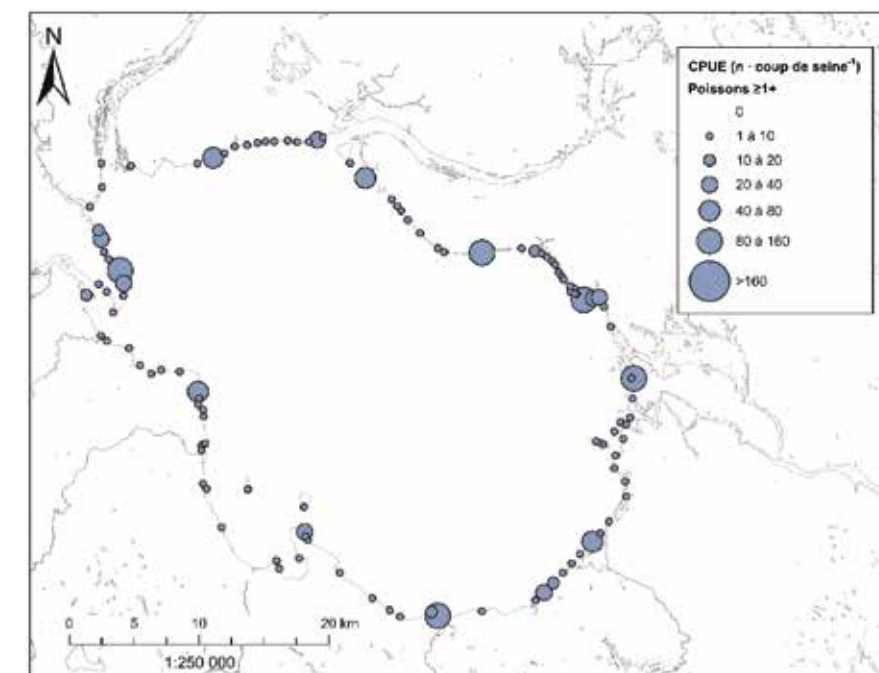 N
CPUE (n · coup de seine⁻¹)
Poissons ≥1+
0
1 à 10
10 à 20
20 à 40
40 à 80
80 à 160
>160
0 5 10 20 km
1:250 000